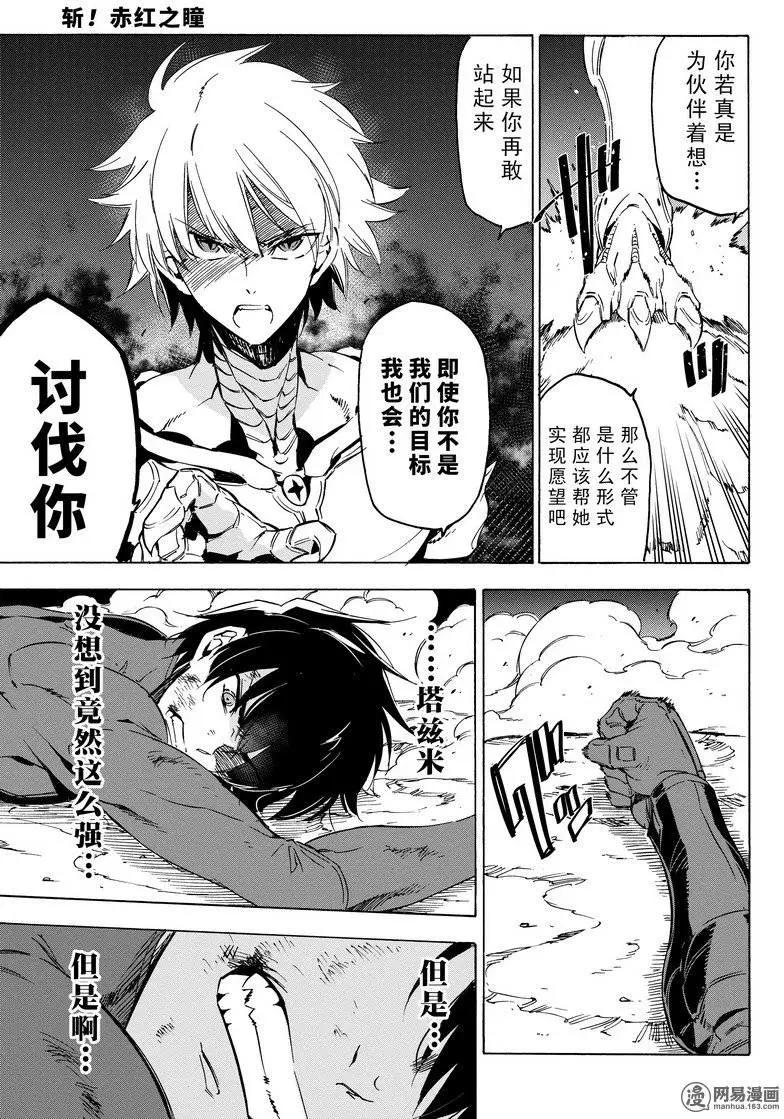 斩！赤红之瞳
你若真是
为伙伴着想…
那么不管
是什么形式
都应该帮她
实现愿望吧
如果你再敢
站起来
即使你不是
我们的目标
我也会…
讨伐你
……塔兹米
没想到竟然这么强…
但是…
但是啊…
网易漫画
manhua.163.com